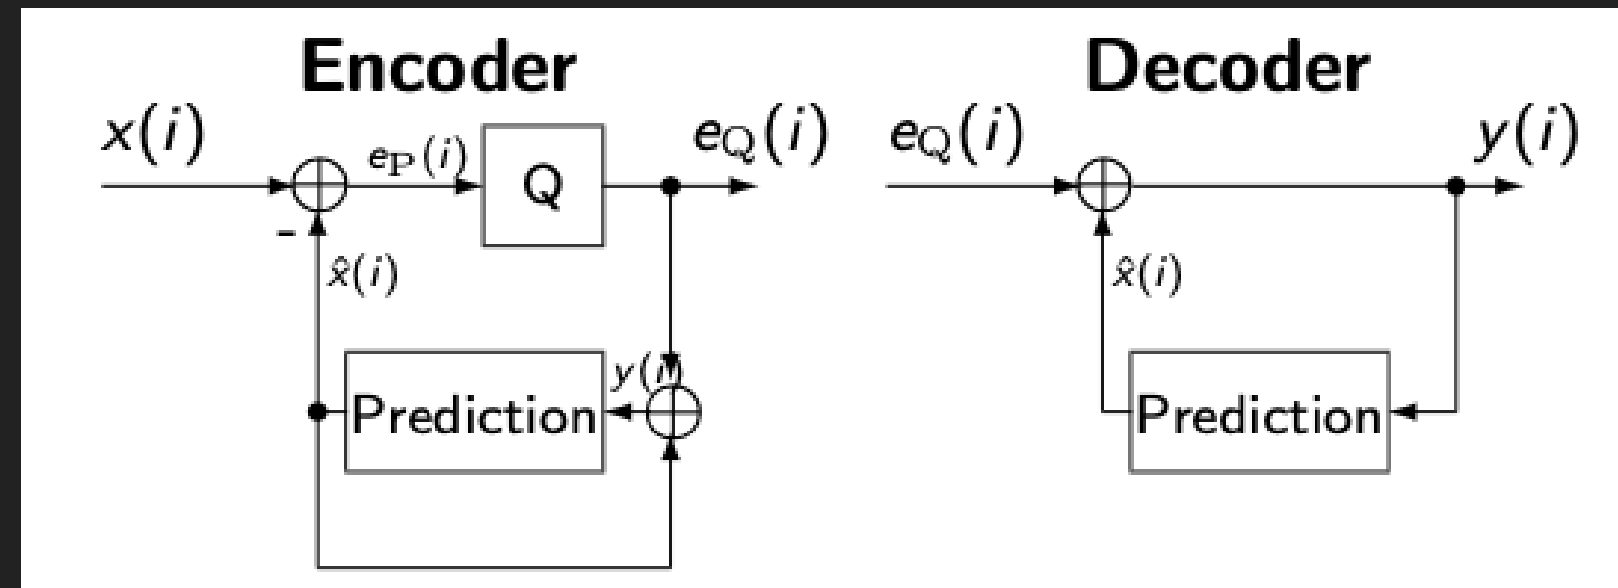 Encoder
x(i)
e_P(i)
Q
e_Q(i)
-
x̂(i)
y(i)
Prediction
Decoder
e_Q(i)
y(i)
x̂(i)
Prediction